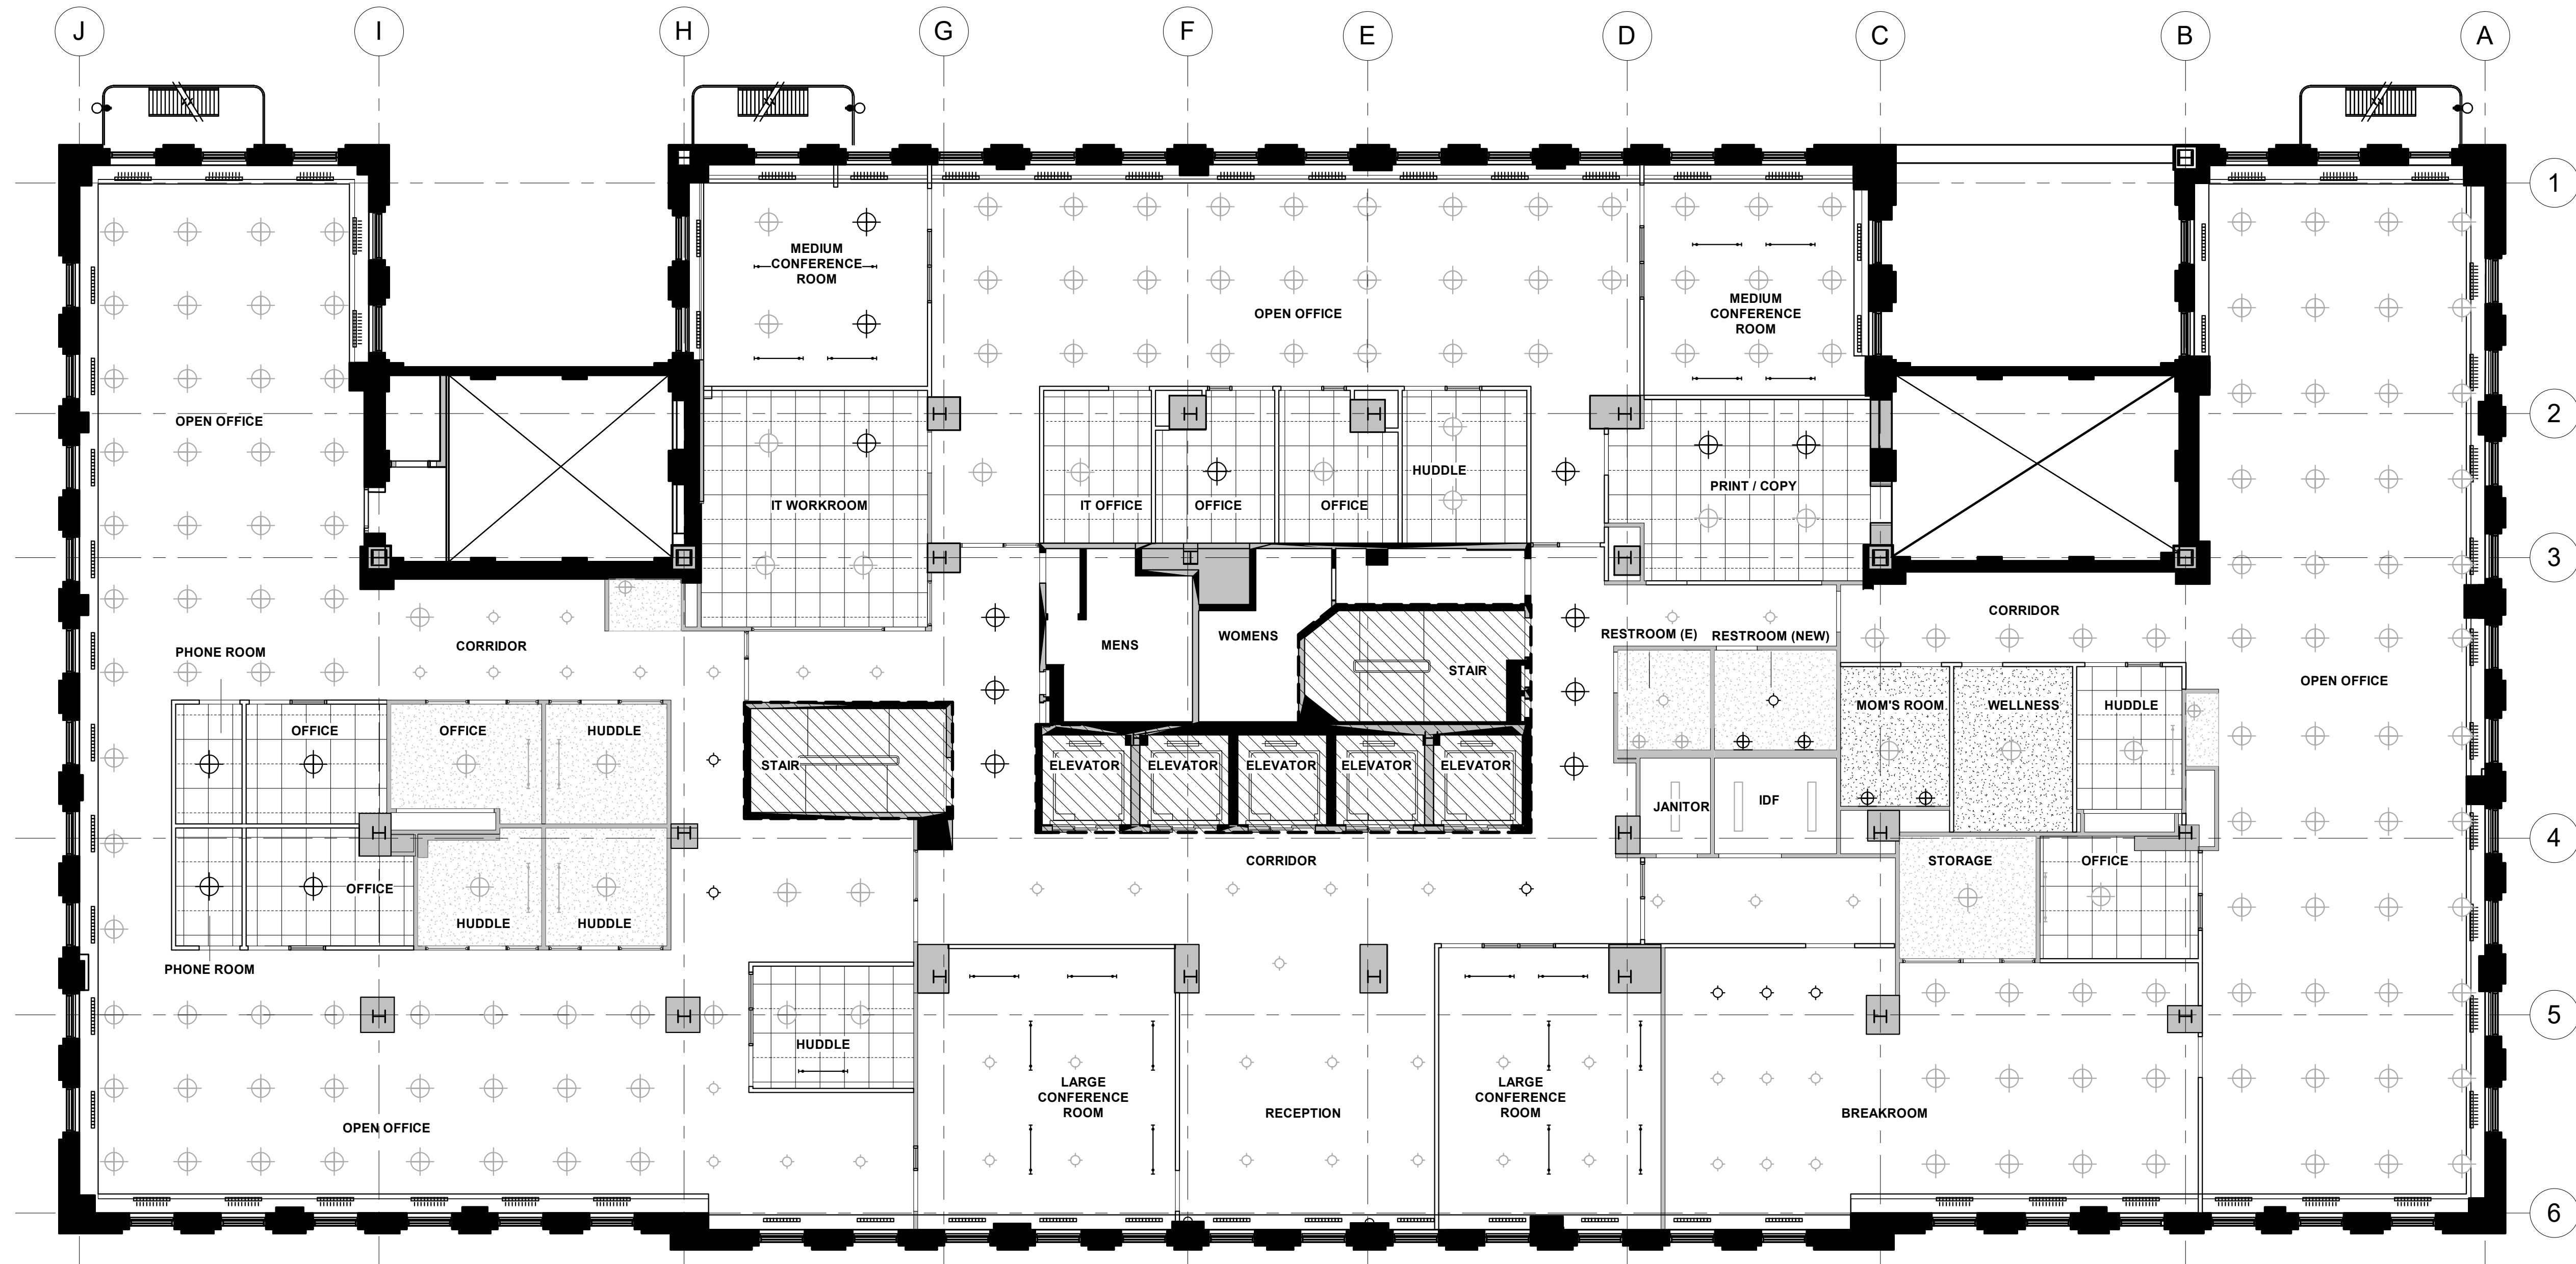 J
I
H
G
F
E
D
C
B
A
1
2
3
4
5
6
MEDIUM
CONFERENCE
ROOM
OPEN OFFICE
MEDIUM
CONFERENCE
ROOM
OPEN OFFICE
IT WORKROOM
IT OFFICE
OFFICE
OFFICE
HUDDLE
PRINT / COPY
CORRIDOR
MENS
WOMENS
STAIR
RESTROOM (E)
RESTROOM (NEW)
CORRIDOR
PHONE ROOM
OPEN OFFICE
OFFICE
OFFICE
HUDDLE
MOM'S ROOM
WELLNESS
HUDDLE
STAIR
ELEVATOR
ELEVATOR
ELEVATOR
ELEVATOR
ELEVATOR
JANITOR
IDF
CORRIDOR
STORAGE
OFFICE
OFFICE
HUDDLE
HUDDLE
PHONE ROOM
HUDDLE
LARGE
CONFERENCE
ROOM
RECEPTION
LARGE
CONFERENCE
ROOM
BREAKROOM
OPEN OFFICE